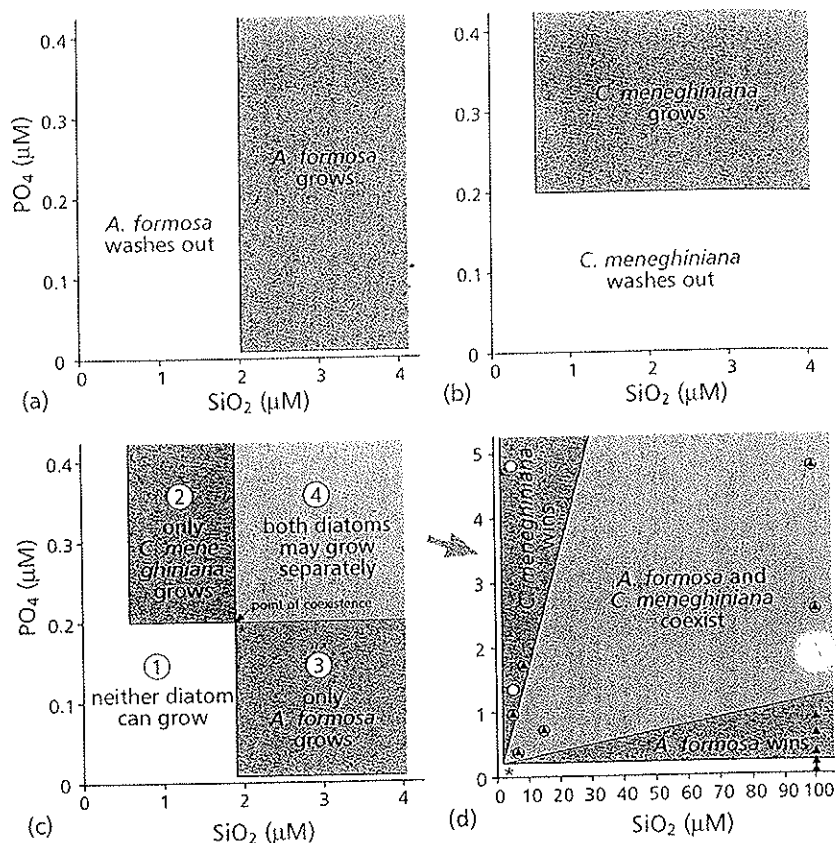 0.4
0.3
0.2
0.1
0
PO₄ (μM)
A. formosa
washes out
A. formosa
grows
0 1 2 3 4
SiO₂ (μM)
(a)
0.4
0.3
0.2
0.1
0
C. meneghiniana
grows
C. meneghiniana
washes out
0 1 2 3 4
SiO₂ (μM)
(b)
0.4
0.3
0.2
0.1
0
PO₄ (μM)
2
only
C. mene-
ghiniana
grows
4
both diatoms
may grow
separately
point of coexistence
1
neither diatom
can grow
3
only
A. formosa
grows
0 1 2 3 4
SiO₂ (μM)
(c)
5
4
3
2
1
0
C. meneghiniana
wins
A. formosa and
C. meneghiniana
coexist
A. formosa wins
*
0 10 20 30 40 50 60 70 80 90 100
SiO₂ (μM)
(d)